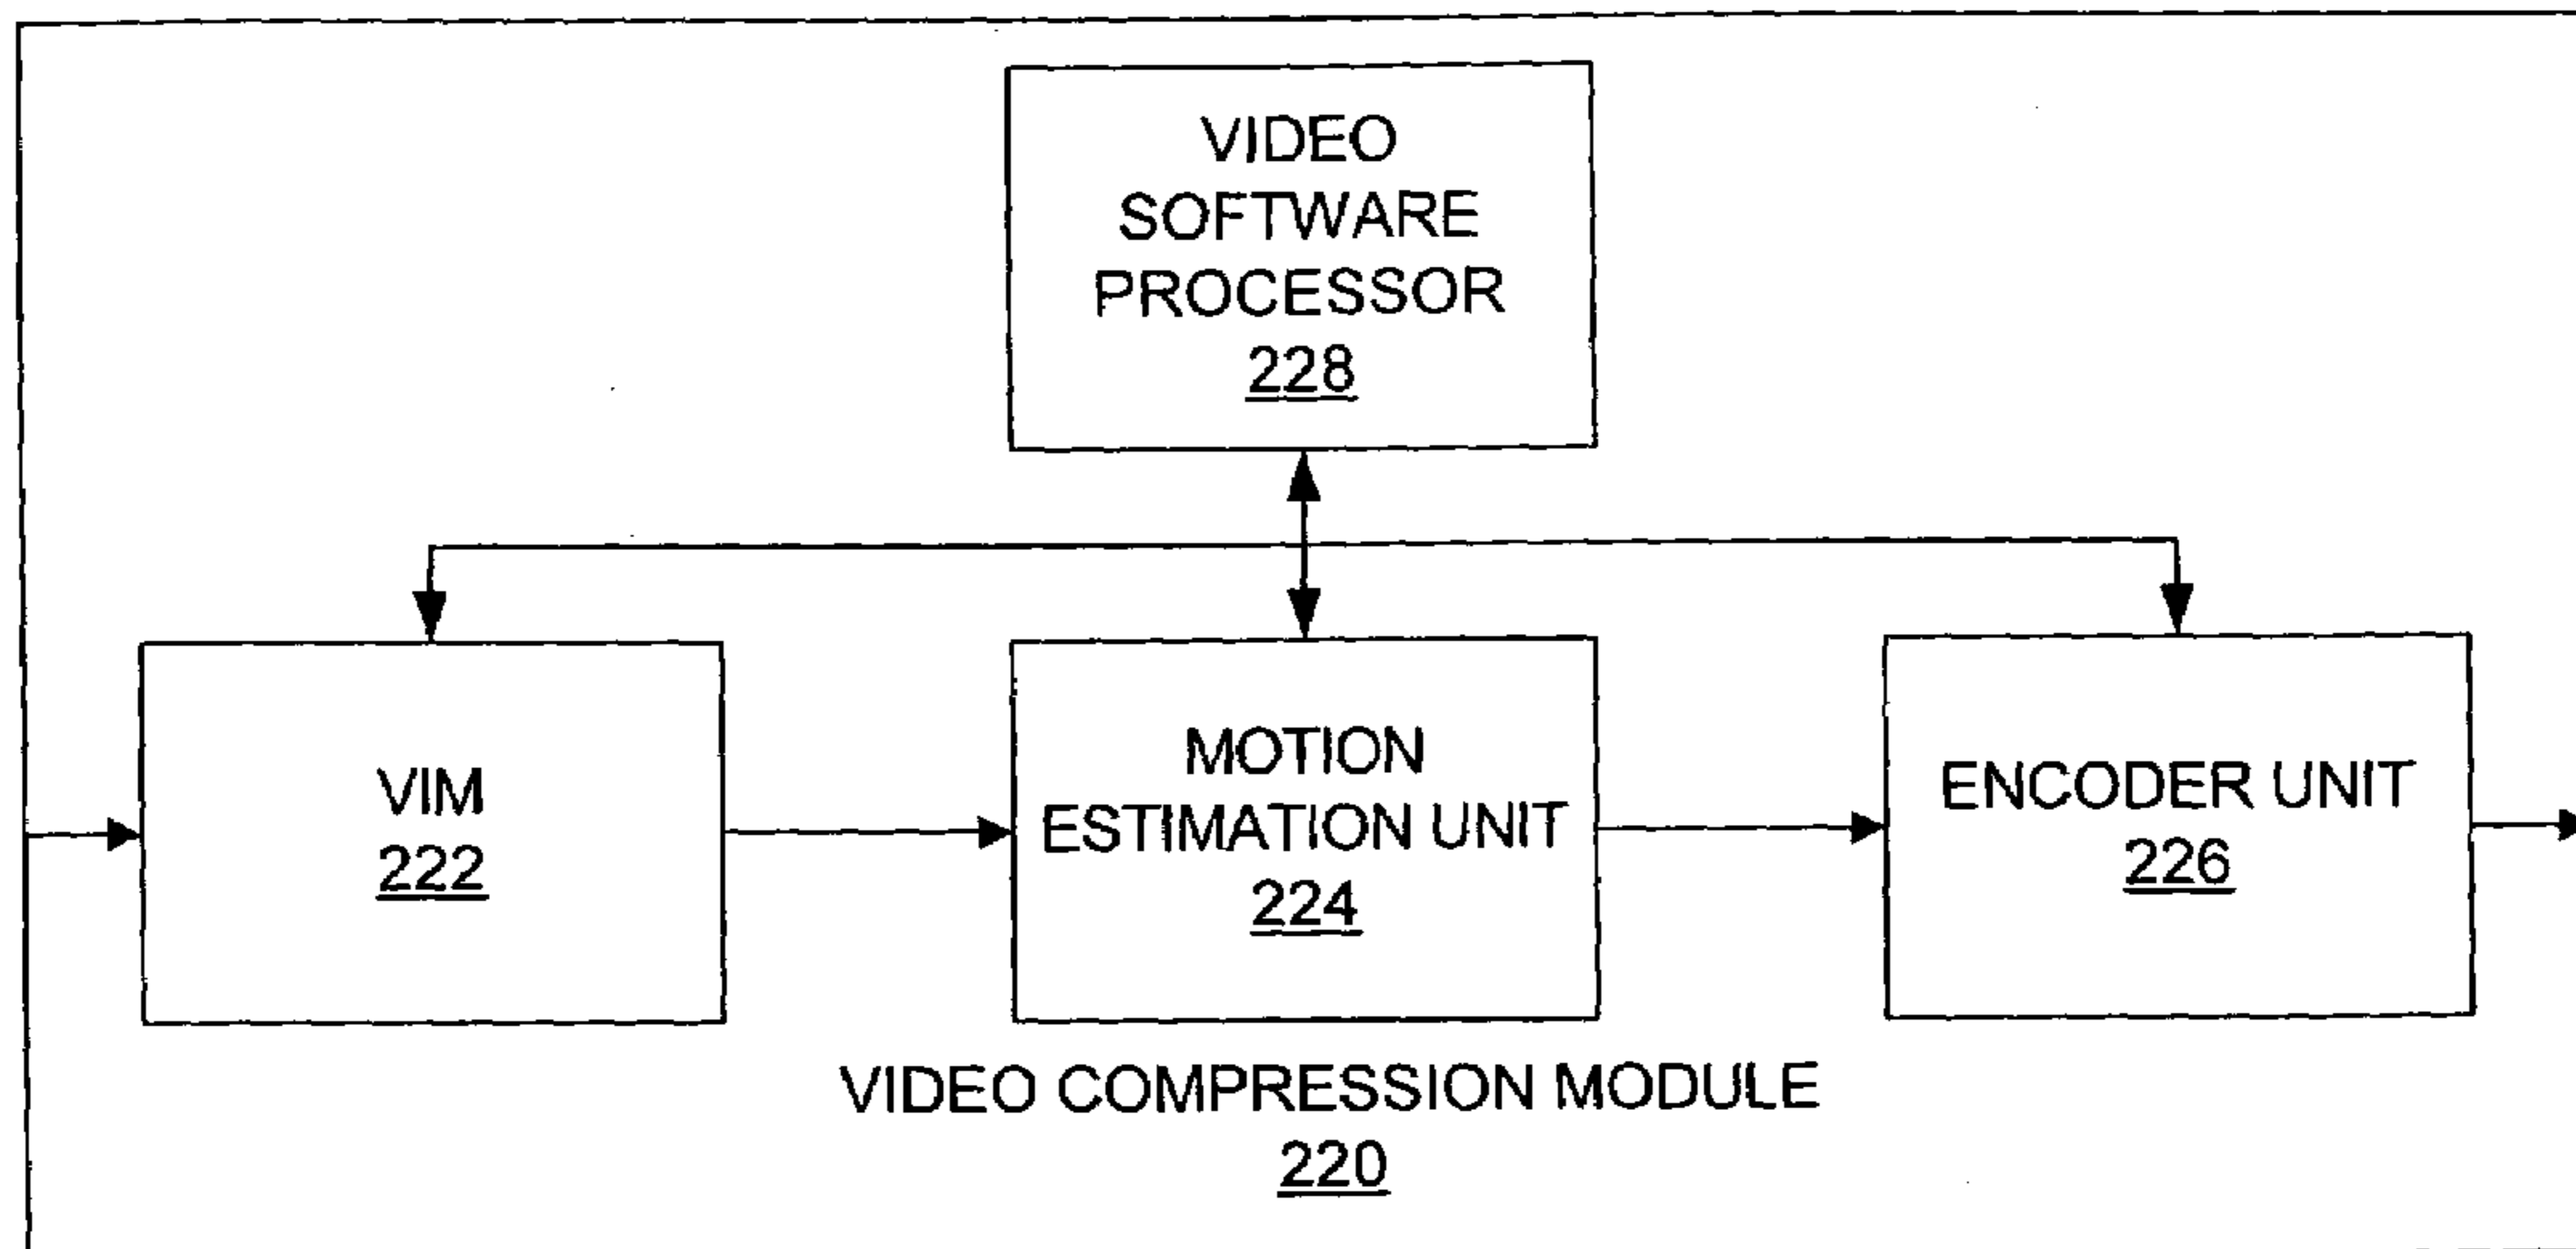 VIDEO
SOFTWARE
PROCESSOR
228
VIM
222
MOTION
ESTIMATION UNIT
224
ENCODER UNIT
226
VIDEO COMPRESSION MODULE
220